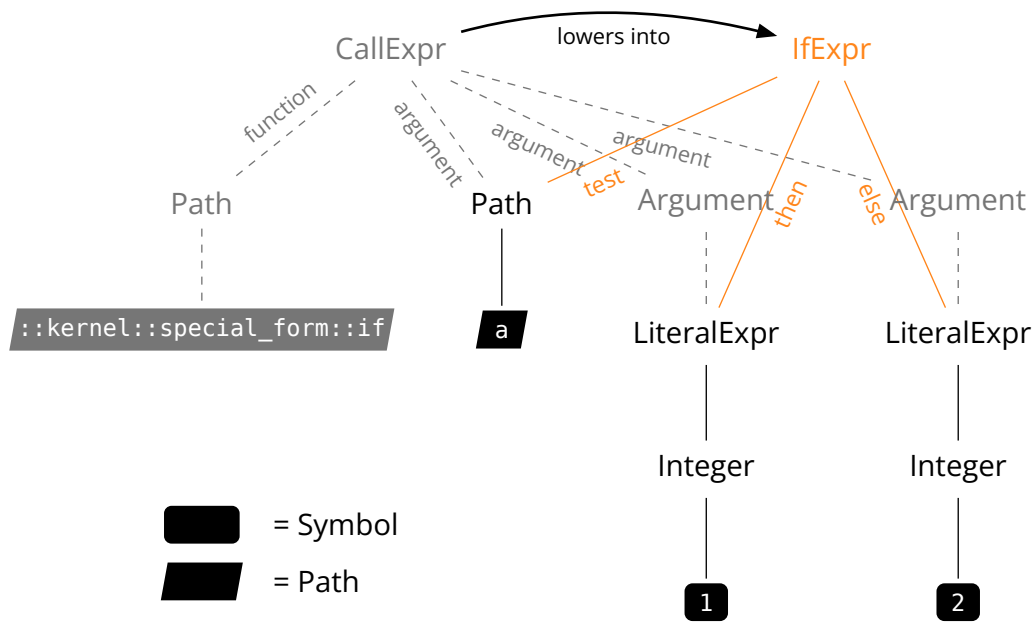 lowers into
CallExpr
IfExpr
function
argument
argument
argument
test
then
else
Path
Path
Argument
Argument
::kernel::special_form::if
a
LiteralExpr
LiteralExpr
Integer
Integer
= Symbol
= Path
1
2